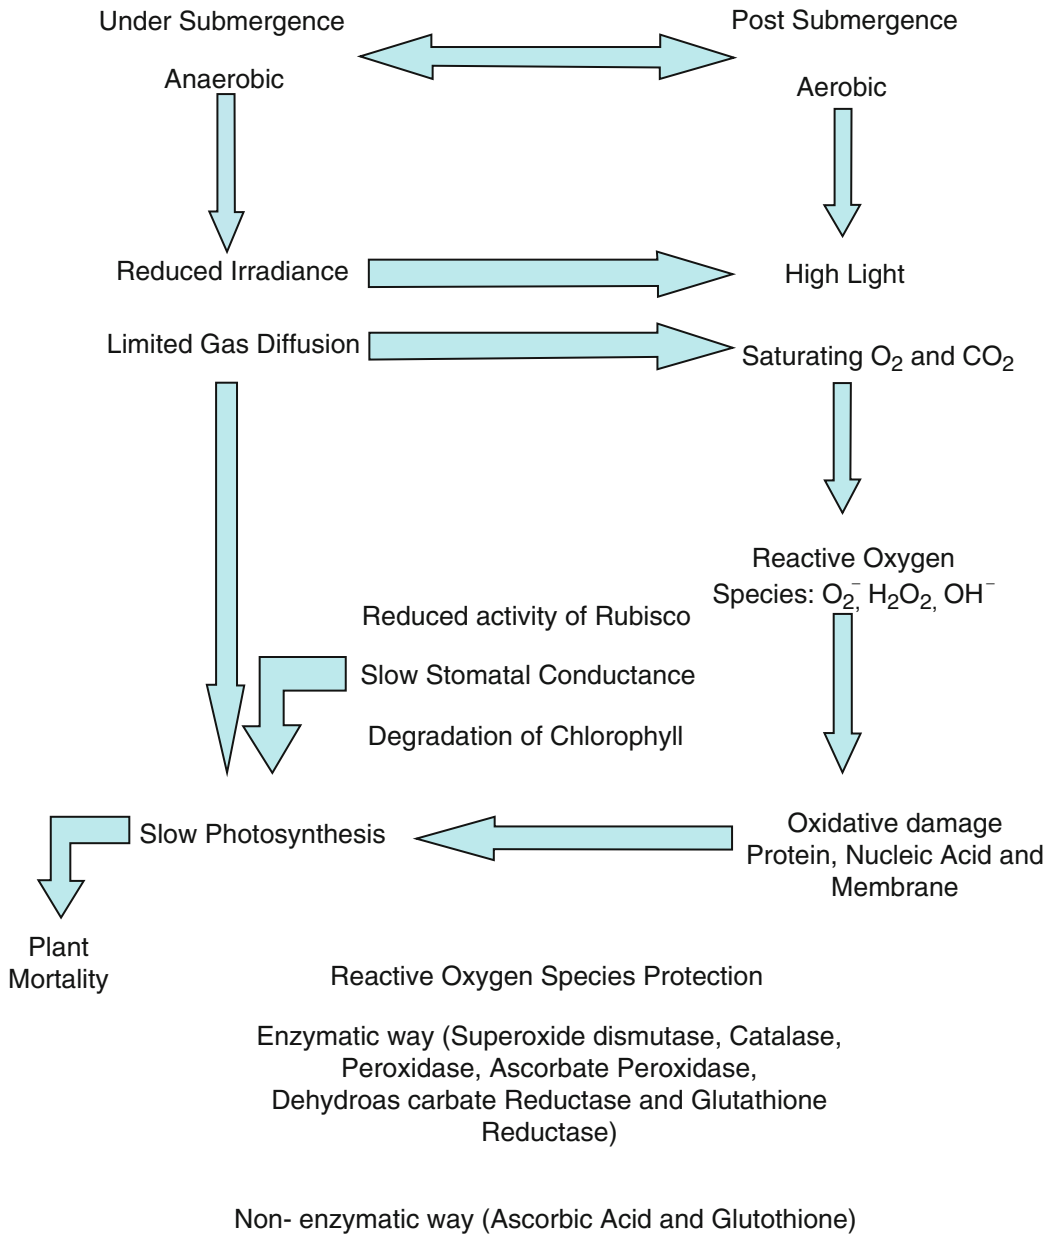 Under Submergence
Post Submergence
Anaerobic
Aerobic
Reduced Irradiance
High Light
Limited Gas Diffusion
Saturating O₂ and CO₂
Reactive Oxygen
Species: O₂⁻, H₂O₂, OH⁻
Reduced activity of Rubisco
Slow Stomatal Conductance
Degradation of Chlorophyll
Slow Photosynthesis
Oxidative damage
Protein, Nucleic Acid and
Membrane
Plant
Mortality
Reactive Oxygen Species Protection
Enzymatic way (Superoxide dismutase, Catalase,
Peroxidase, Ascorbate Peroxidase,
Dehydroas carbate Reductase and Glutathione
Reductase)
Non- enzymatic way (Ascorbic Acid and Glutothione)